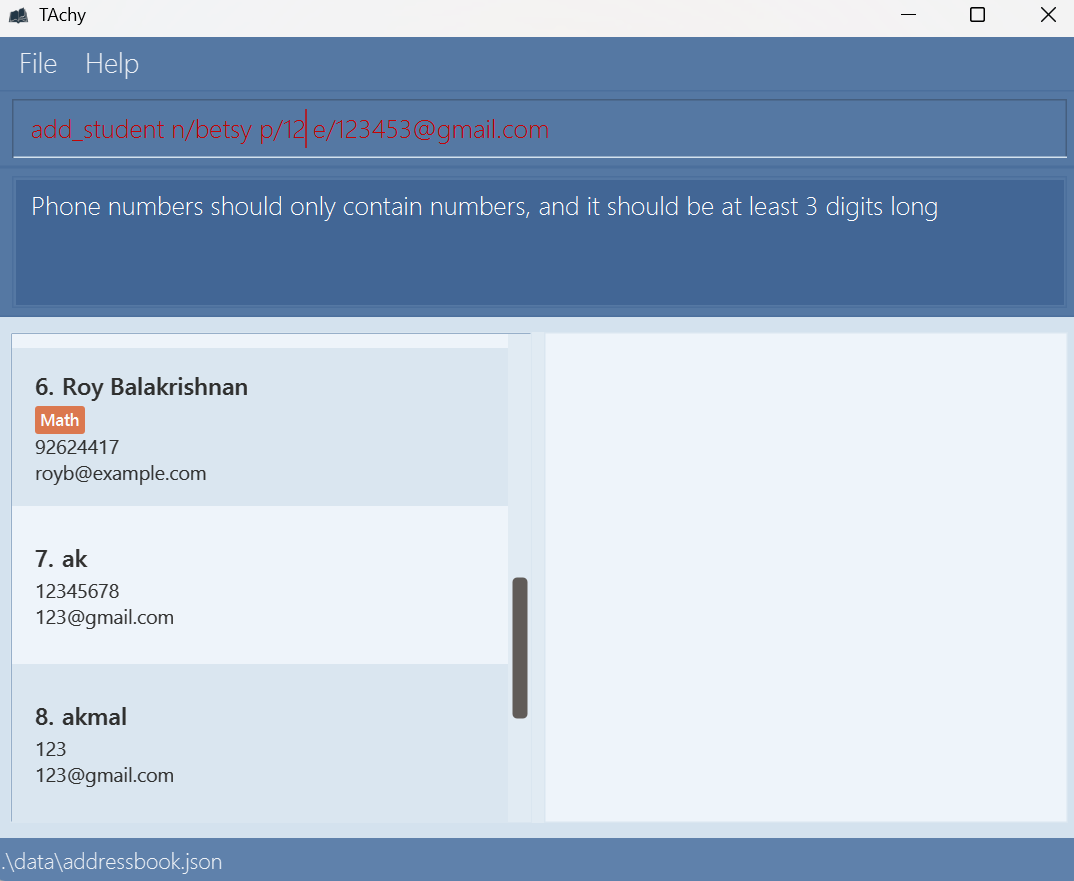 TAchy
File Help
add_student n/betsy p/12 e/123453@gmail.com
Phone numbers should only contain numbers, and it should be at least 3 digits long
6. Roy Balakrishnan
Math
92624417
royb@example.com
7. ak
12345678
123@gmail.com
8. akmal
123
123@gmail.com
.\data\addressbook.json